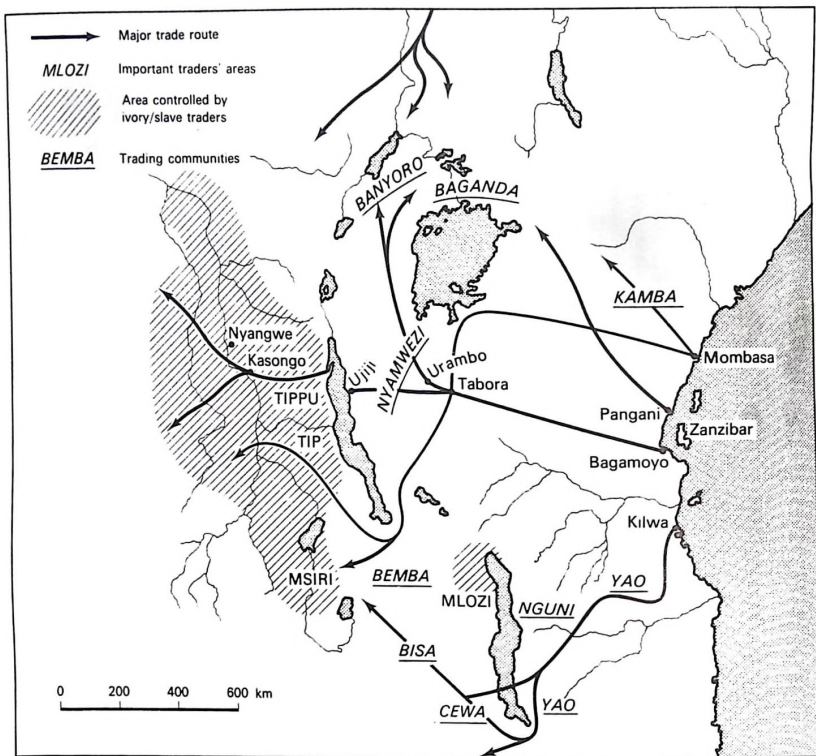 Major trade route
MLOZI Important traders' areas
Area controlled by
ivory/slave traders
BEMBA Trading communities
BANYORO
BAGANDA
KAMBA
Nyangwe
Kasongo
Mombasa
NYAMWEZI
Urambo
Ujiji
Tabora
TIPPU
TIP
Pangani
Zanzibar
Bagamoyo
Kilwa
MSIRI
BEMBA
MLOZI
NGUNI
YAO
BISA
CEWA
YAO
0 200 400 600 km